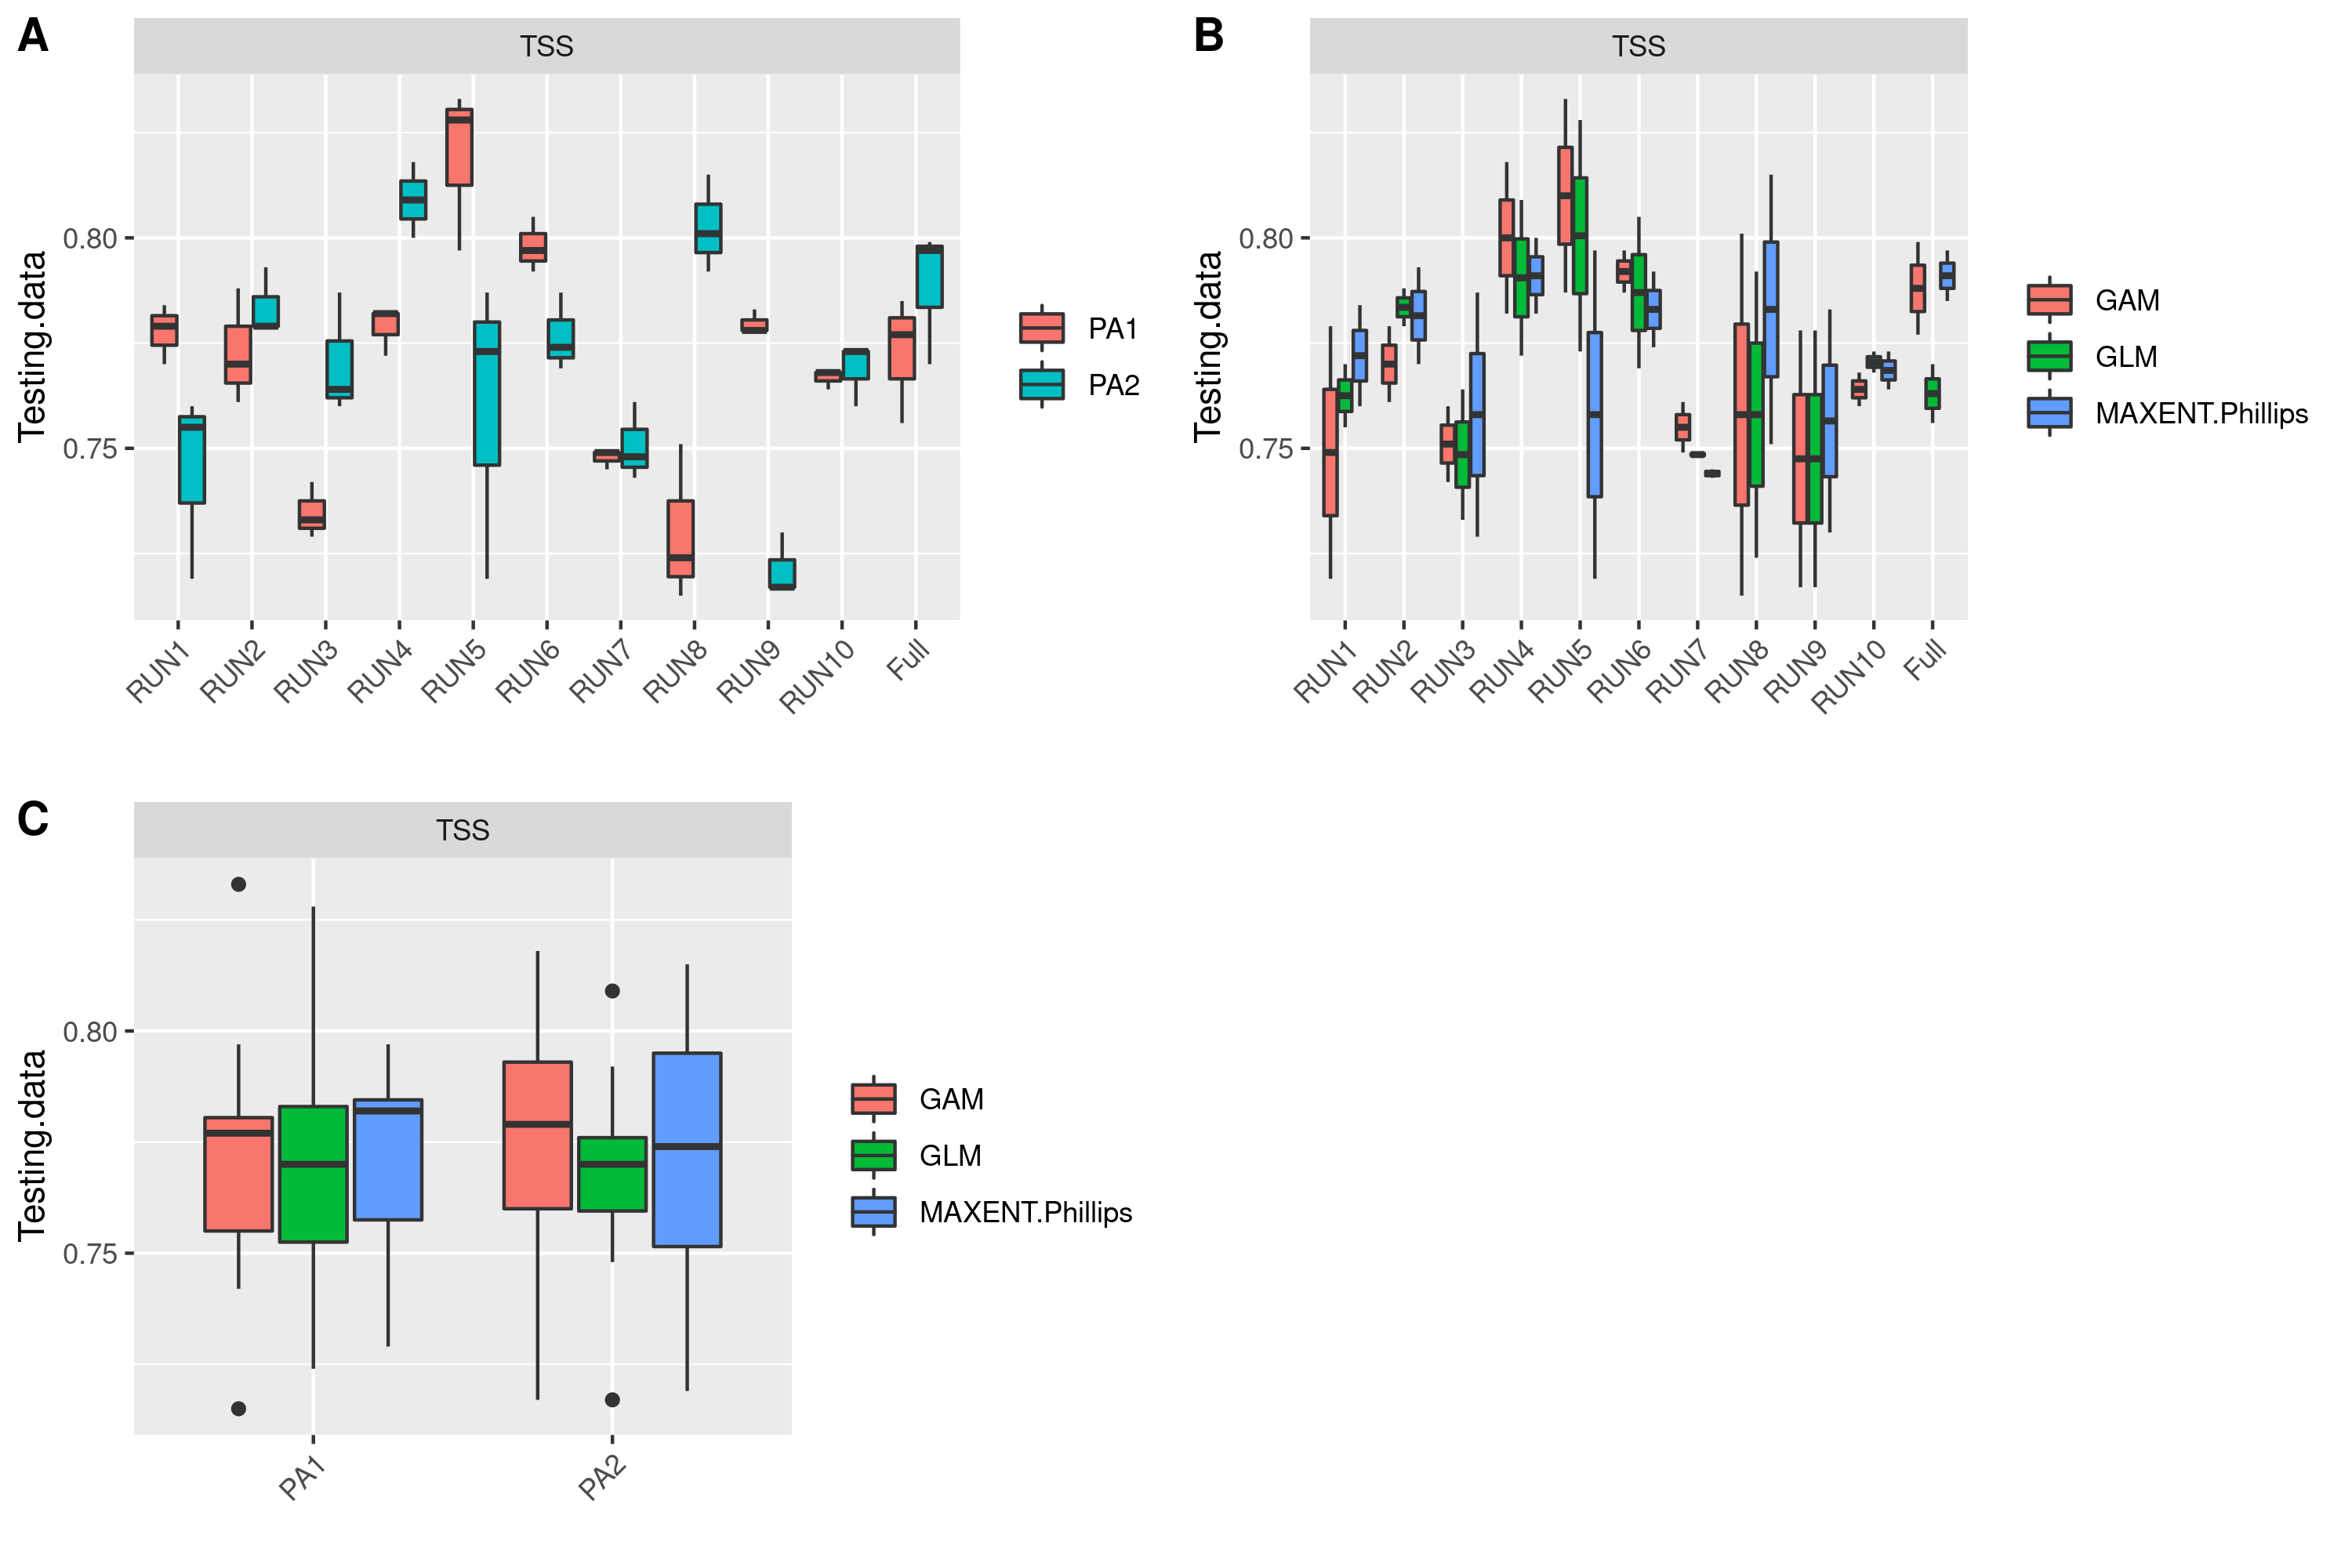 A
TSS
Testing.data
0.80
0.75
RUN1
RUN2
RUN3
RUN4
RUN5
RUN6
RUN7
RUN8
RUN9
RUN10
Full
PA1
PA2
B
TSS
Testing.data
0.80
0.75
RUN1
RUN2
RUN3
RUN4
RUN5
RUN6
RUN7
RUN8
RUN9
RUN10
Full
GAM
GLM
MAXENT.Phillips
C
TSS
Testing.data
0.80
0.75
PA1
PA2
GAM
GLM
MAXENT.Phillips